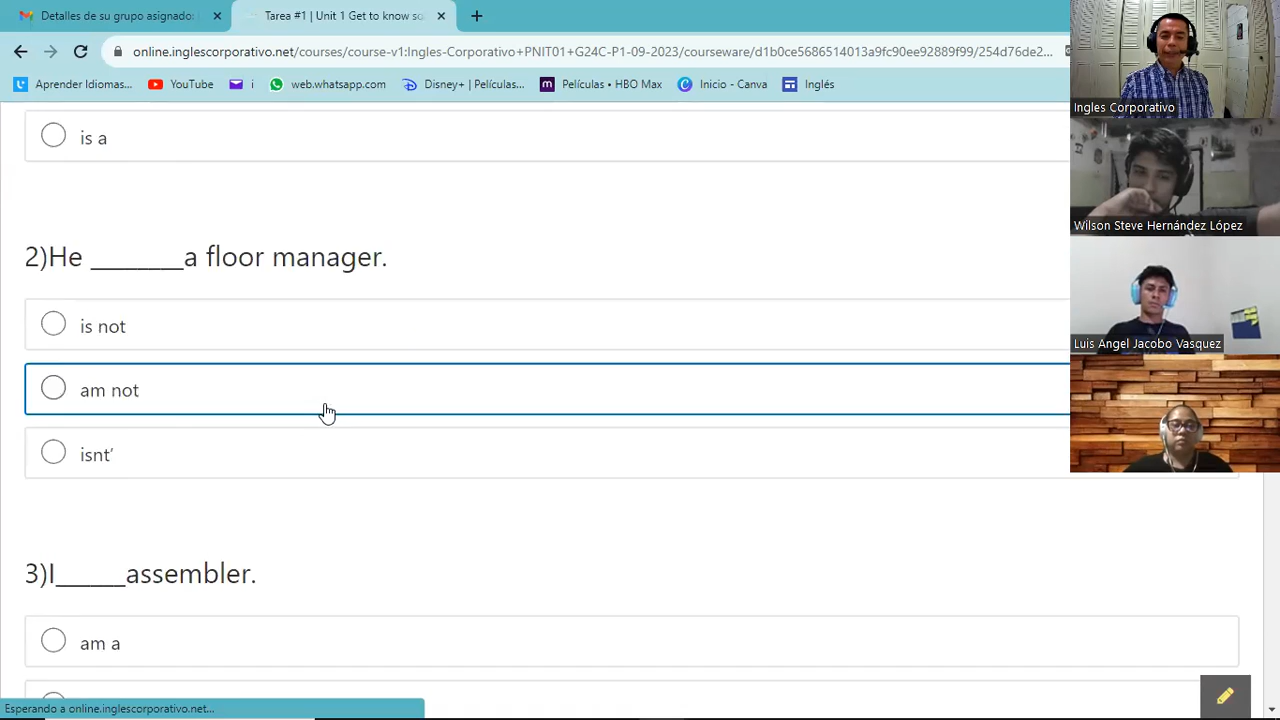 Detalles de su grupo asignado:
Tarea #1 | Unit 1 Get to know so
online.inglescorporativo.net/courses/course-v1:Ingles-Corporativo+PNIT01+G24C-P1-09-2023/courseware/
Aprender Idiomas...
YouTube
i
web.whatsapp.com
Disney+ | Películas...
Películas • HBO Max
Inicio - Canva
Inglés
Ingles Corporativo
is a
Wilson Steve Hernández López
2)He ________a floor manager.
is not
Luis Angel Jacobo Vasquez
am not
isnt’
3)I______assembler.
am a
Esperando a online.inglescorporativo.net...